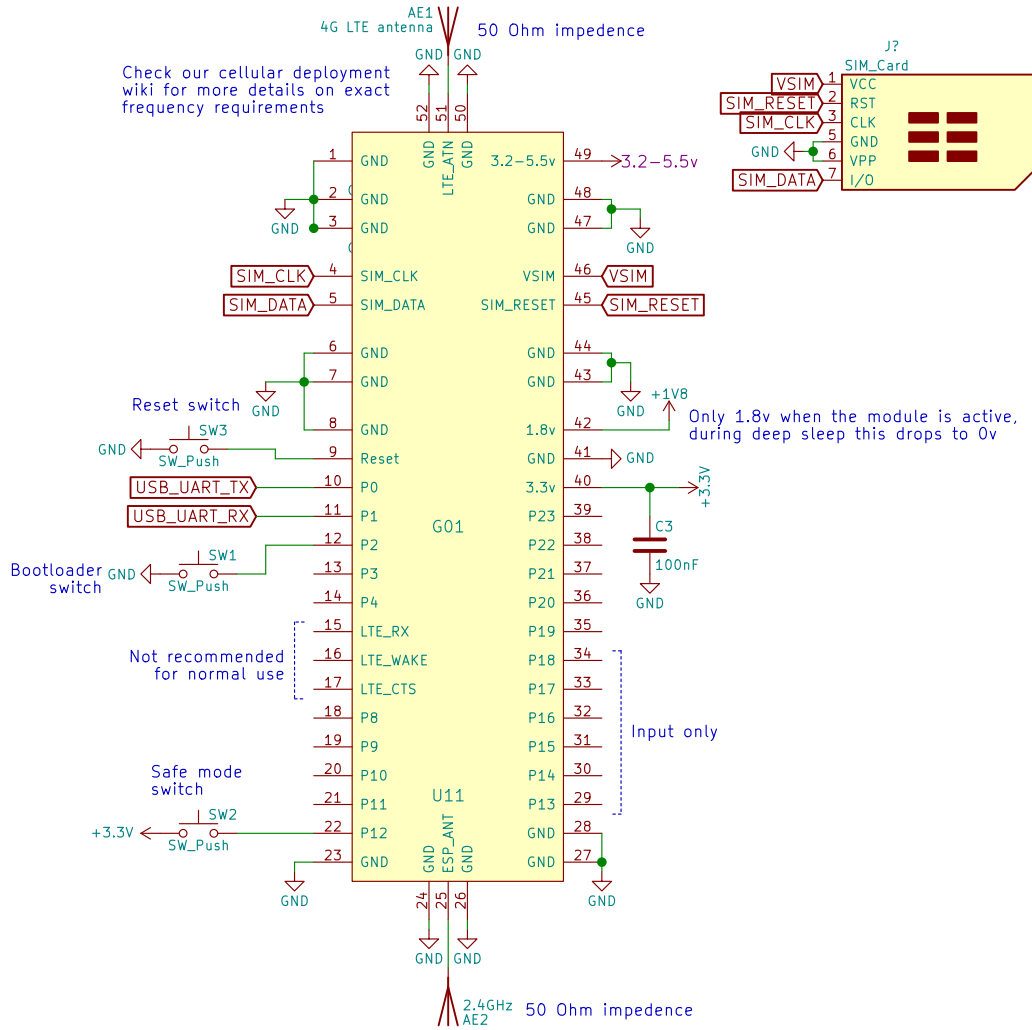 AE1
4G LTE antenna
50 Ohm impedence
GND GND
Check our cellular deployment
wiki for more details on exact
frequency requirements
52 51 50
GND LTE_ATN GND
J?
SIM_Card
VSIM 1 VCC
SIM_RESET 2 RST
SIM_CLK 3 CLK
5 GND
GND 6 VPP
SIM_DATA 7 I/O
1 GND 3.2-5.5v 49 3.2-5.5v
2 GND GND 48
GND
3 GND GND 47
GND
SIM_CLK 4 SIM_CLK VSIM 46 VSIM
SIM_DATA 5 SIM_DATA SIM_RESET 45 SIM_RESET
6 GND GND 44
7 GND GND 43
GND GND
+1V8
Reset switch
Only 1.8v when the module is active,
during deep sleep this drops to 0v
8 GND 1.8v 42
SW3
GND 9 Reset GND 41 GND
SW_Push
USB_UART_TX 10 P0 3.3v 40 +3.3V
USB_UART_RX 11 P1 P23 39
G01
C3
100nF
GND
12 P2 P22 38
SW1
Bootloader
switch
GND
SW_Push
13 P3 P21 37
14 P4 P20 36
15 LTE_RX P19 35
Not recommended
for normal use
16 LTE_WAKE P18 34
17 LTE_CTS P17 33
18 P8 P16 32
Input only
19 P9 P15 31
20 P10 P14 30
Safe mode
switch
21 P11 U11 P13 29
SW2
+3.3V 22 P12 GND 28
SW_Push
23 GND GND 27
GND GND
GND ESP_ANT GND
24 25 26
GND GND
2.4GHz
AE2
50 Ohm impedence